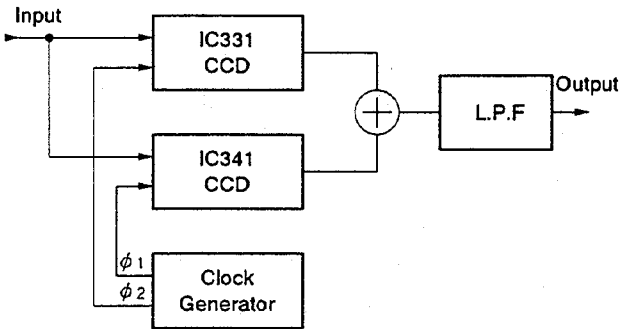 Input
IC331
CCD
Output
L.P.F
IC341
CCD
ϕ1
ϕ2
Clock
Generator